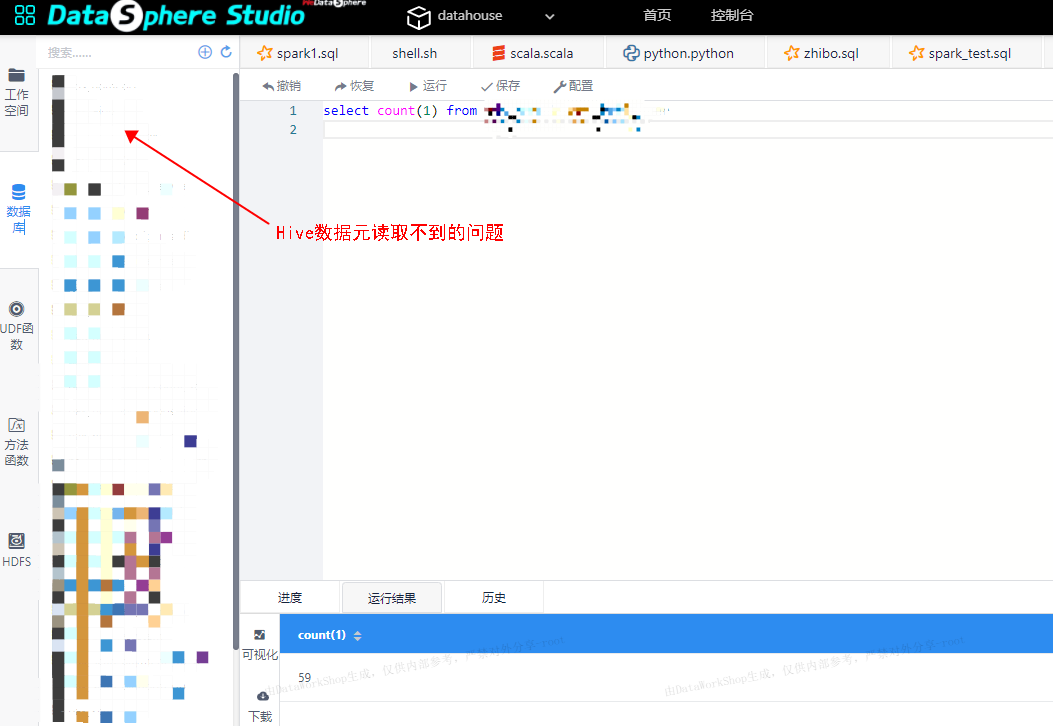 DataSphere Studio
datahouse
首页
控制台
搜索......
工作空间
数据库
UDF函数
方法函数
HDFS
spark1.sql
shell.sh
scala.scala
python.python
zhibo.sql
spark_test.sql
撤销
恢复
运行
保存
配置
1 select count(1) from
2
Hive数据元读取不到的问题
进度
运行结果
历史
可视化
下载
count(1)
59
由DataWorkShop生成，仅供内部参考，严禁对外分享
由DataWorkShop生成，仅供内部参考，严禁对外分享